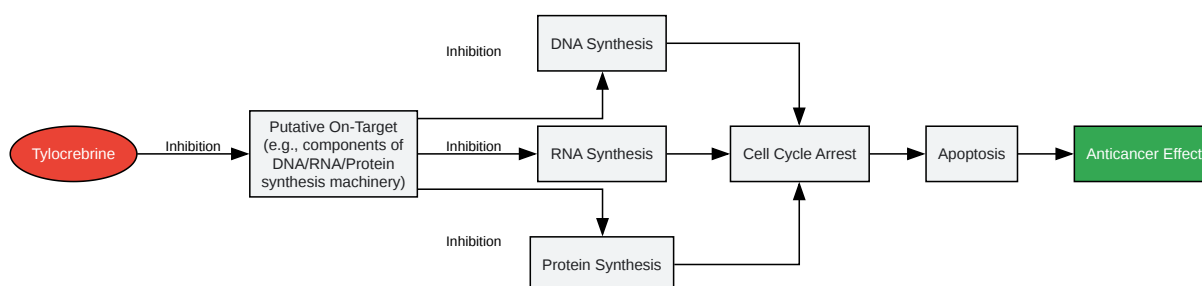 Tylocrebrine
Inhibition
Putative On-Target
(e.g., components of
DNA/RNA/Protein
synthesis machinery)
Inhibition
DNA Synthesis
Inhibition
RNA Synthesis
Inhibition
Protein Synthesis
Cell Cycle Arrest
Apoptosis
Anticancer Effect